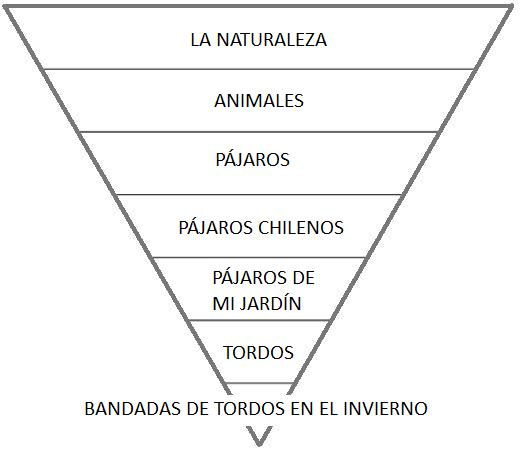 LA NATURALEZA
ANIMALES
PÁJAROS
PÁJAROS CHILENOS
PÁJAROS DE
MI JARDÍN
TORDOS
BANDADAS DE TORDOS EN EL INVIERNO